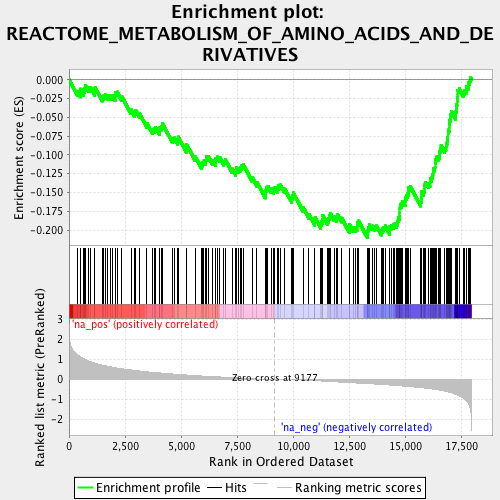 Enrichment plot:
REACTOME_METABOLISM_OF_AMINO_ACIDS_AND_DE
RIVATIVES
Enrichment score (ES)
0.000
-0.025
-0.050
-0.075
-0.100
-0.125
-0.150
-0.175
-0.200
'na_pos' (positively correlated)
Ranked list metric (PreRanked)
3
2
1
0
-1
-2
Zero cross at 9177
'na_neg' (negatively correlated)
0
2,500
5,000
7,500
10,000
12,500
15,000
17,500
Rank in Ordered Dataset
Enrichment profile
Hits
Ranking metric scores